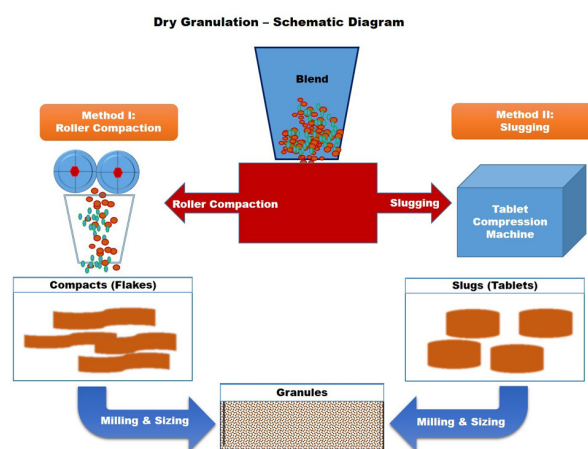 Dry Granulation – Schematic Diagram
Blend
Method I:
Roller Compaction
Method II:
Slugging
Roller Compaction
Slugging
Tablet
Compression
Machine
Compacts (Flakes)
Slugs (Tablets)
Milling & Sizing
Granules
Milling & Sizing